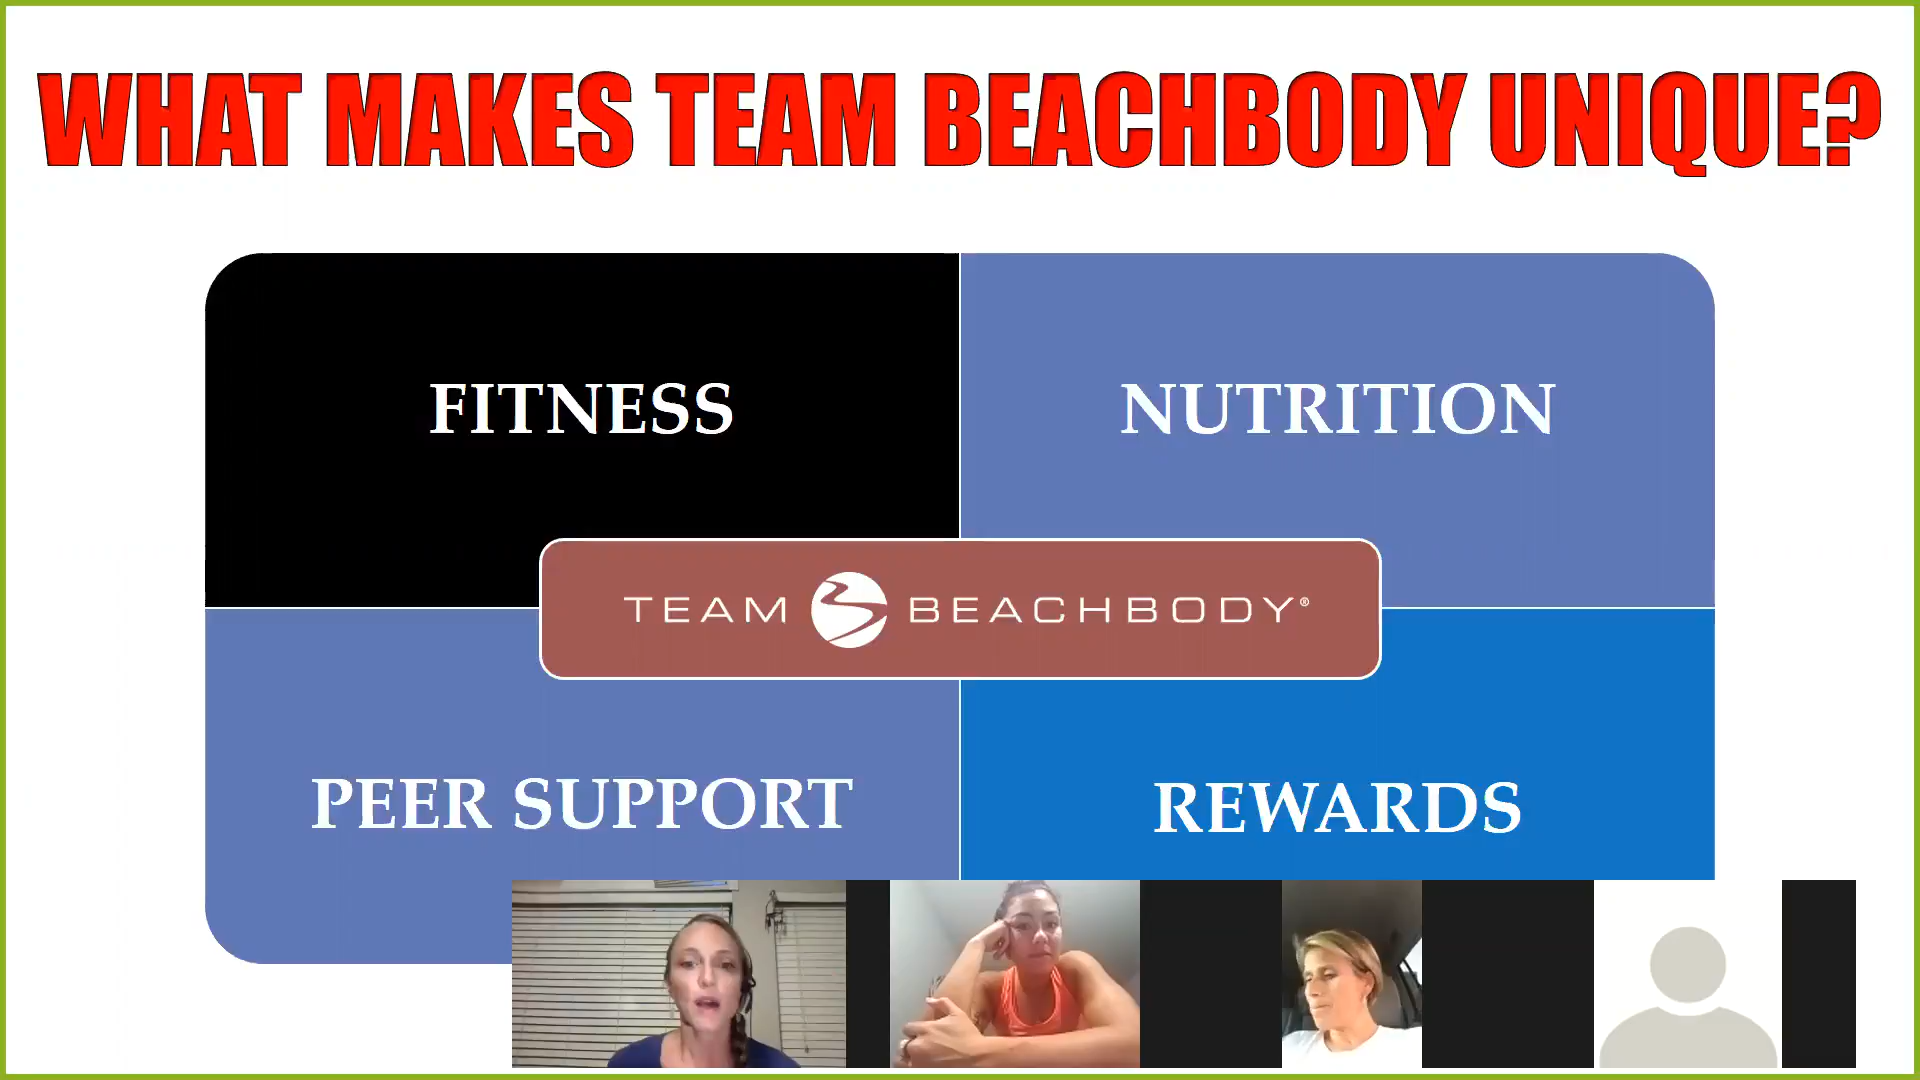 WHAT MAKES TEAM BEACHBODY UNIQUE?
FITNESS
NUTRITION
TEAM BEACHBODY®
PEER SUPPORT
REWARDS